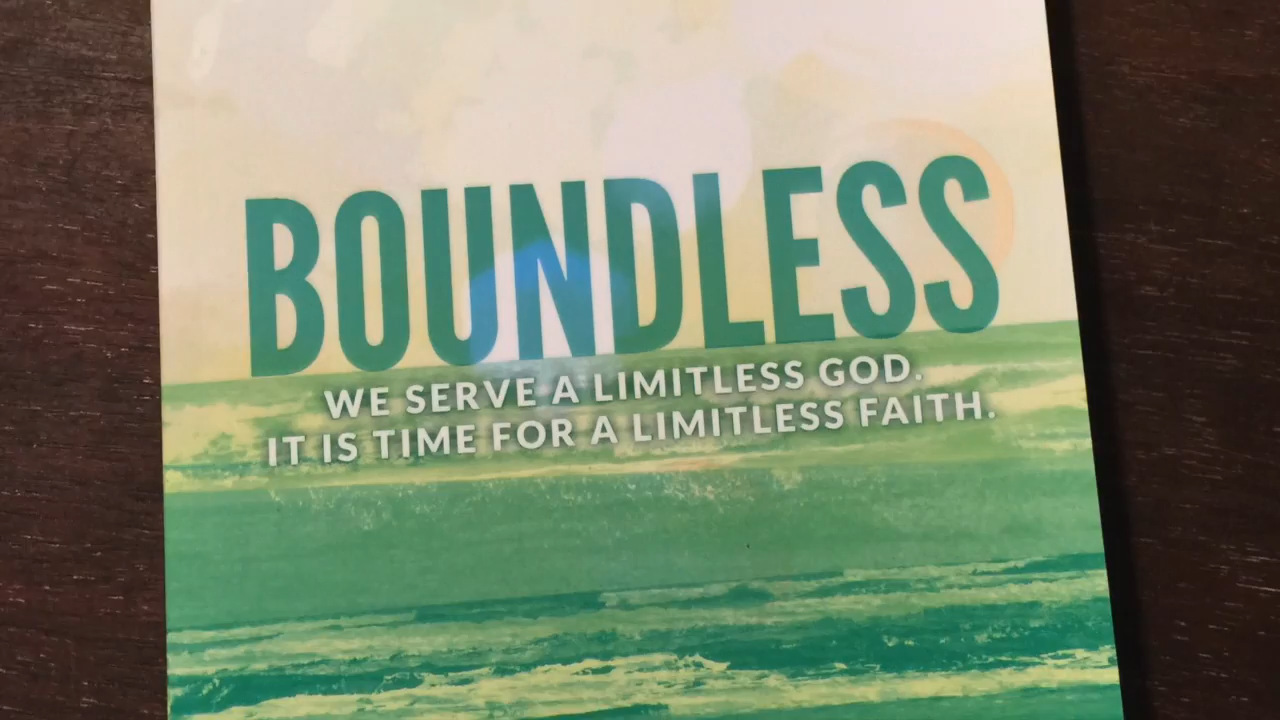 BOUNDLESS
WE SERVE A LIMITLESS GOD.
IT IS TIME FOR A LIMITLESS FAITH.